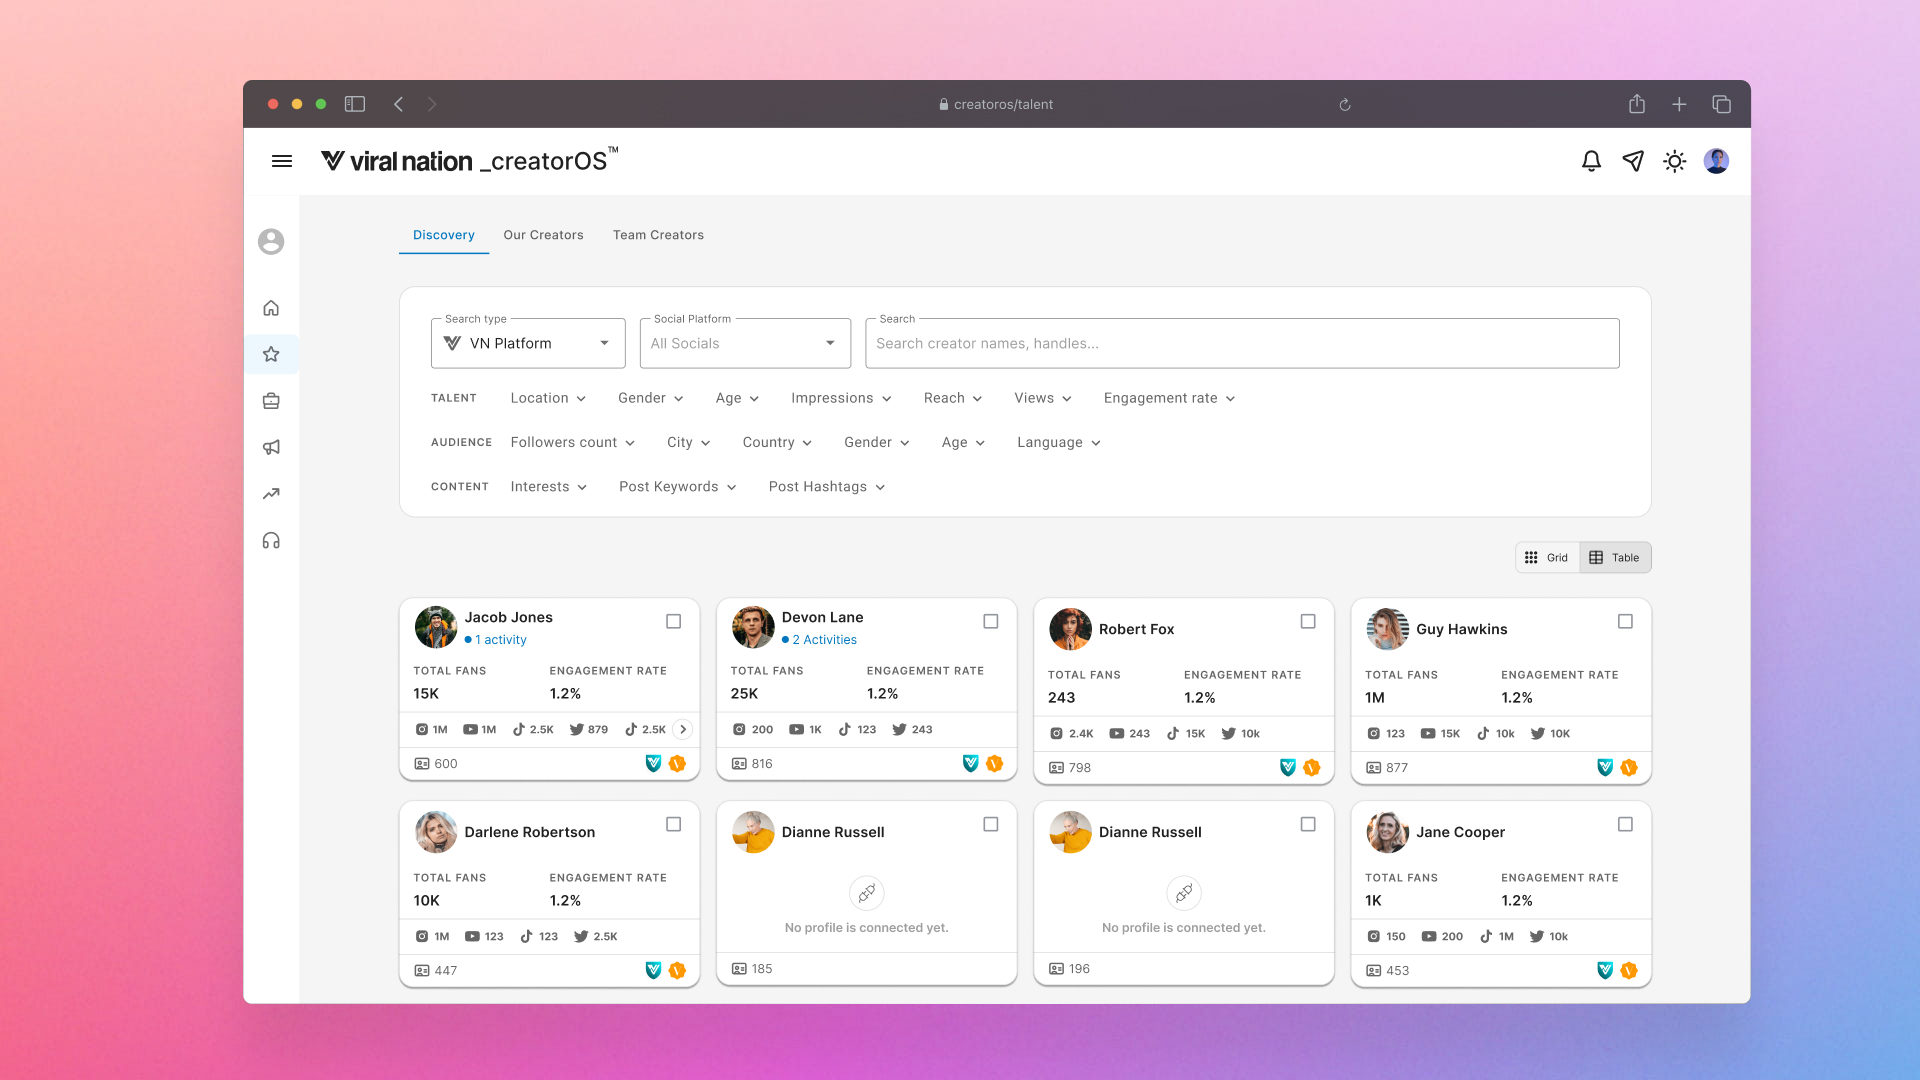 creatoros/talent
viral nation _creatorOS™
Discovery Our Creators Team Creators
Search type Social Platform Search
VN Platform All Socials Search creator names, handles...
TALENT Location Gender Age Impressions Reach Views Engagement rate
AUDIENCE Followers count City Country Gender Age Language
CONTENT Interests Post Keywords Post Hashtags
Grid Table
Jacob Jones
1 activity
TOTAL FANS ENGAGEMENT RATE
15K 1.2%
1M 1M 2.5K 879 2.5K
600
Devon Lane
2 Activities
TOTAL FANS ENGAGEMENT RATE
25K 1.2%
200 1K 123 243
816
Robert Fox
TOTAL FANS ENGAGEMENT RATE
243 1.2%
2.4K 243 15K 10k
798
Guy Hawkins
TOTAL FANS ENGAGEMENT RATE
1M 1.2%
123 15K 10k 10K
877
Darlene Robertson
TOTAL FANS ENGAGEMENT RATE
10K 1.2%
1M 123 123 2.5K
447
Dianne Russell
No profile is connected yet.
185
Dianne Russell
No profile is connected yet.
196
Jane Cooper
TOTAL FANS ENGAGEMENT RATE
1K 1.2%
150 200 1M 10k
453